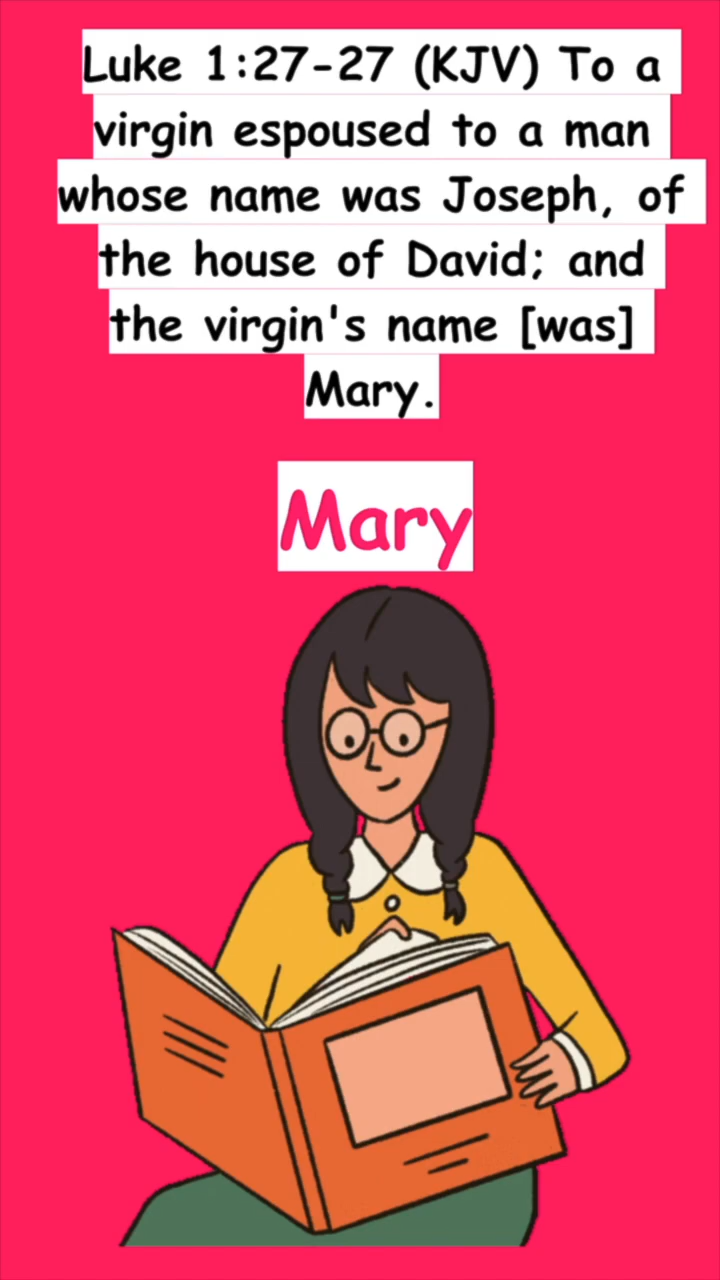 Luke 1:27-27 (KJV) To a
virgin espoused to a man
whose name was Joseph, of
the house of David; and
the virgin's name [was]
Mary.
Mary